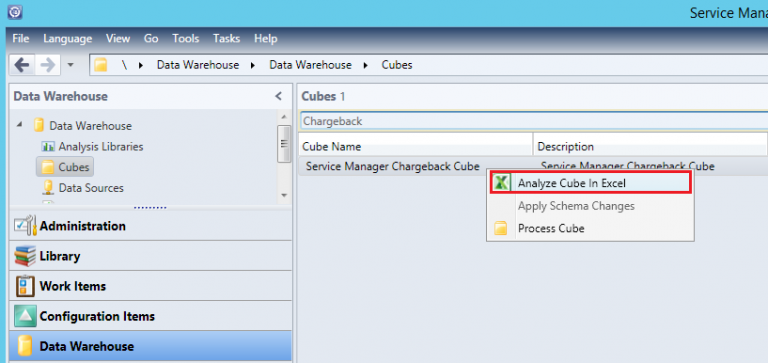 Service Mana
File Language View Go Tools Tasks Help
\ Data Warehouse Data Warehouse Cubes
Data Warehouse <
Data Warehouse
Analysis Libraries
Cubes
Data Sources
Administration
Library
Work Items
Configuration Items
Data Warehouse
Cubes 1
Chargeback
Cube Name Description
Service Manager Chargeback Cube Service Manager Chargeback Cube
Analyze Cube In Excel
Apply Schema Changes
Process Cube